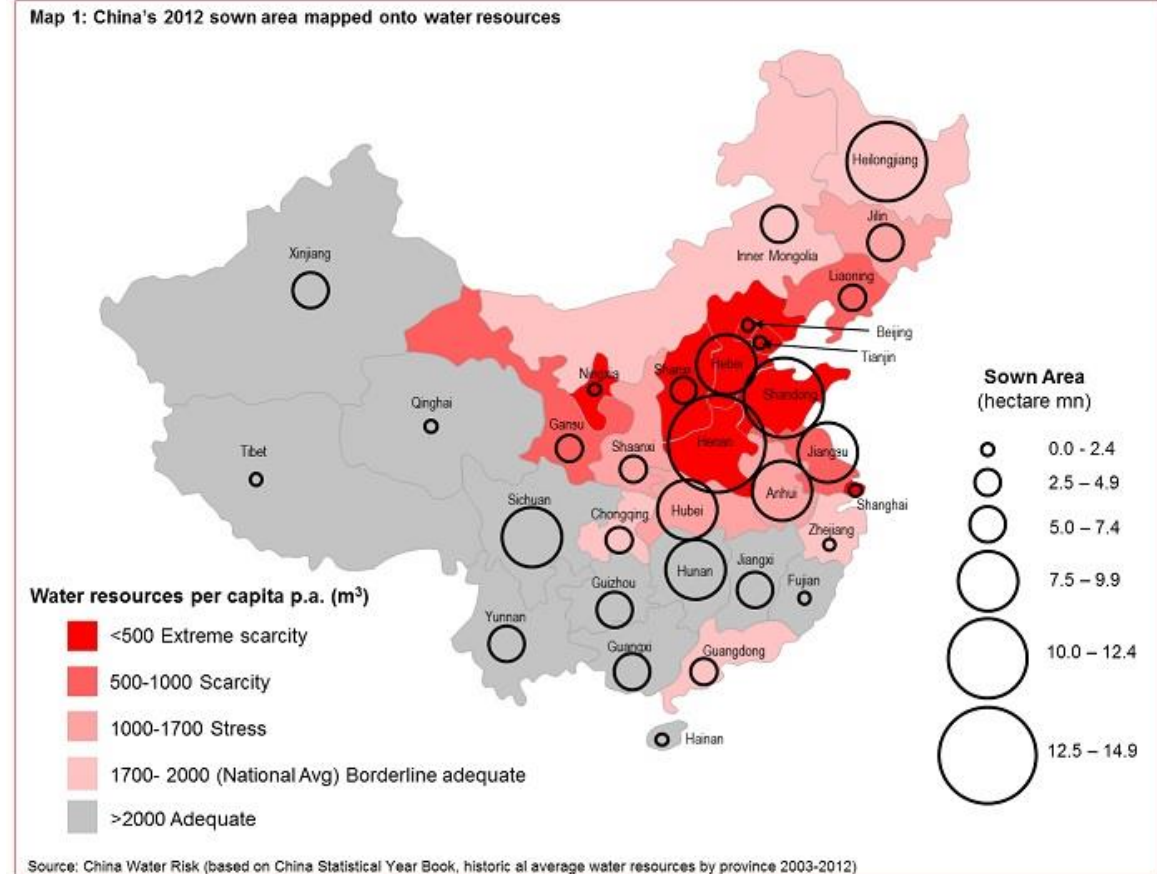 Map 1: China's 2012 sown area mapped onto water resources
Heilongjiang
Jilin
Xinjiang
Inner Mongolia
Liaoning
Beijing
Tianjin
Hebei
Ningxia
Shanxi
Shandong
Qinghai
Gansu
Shaanxi
Henan
Jiangsu
Tibet
Sichuan
Chongqing
Hubei
Anhui
Shanghai
Zhejiang
Hunan
Jiangxi
Fujian
Guizhou
Yunnan
Guangxi
Guangdong
Hainan
Sown Area
(hectare mn)
0.0 - 2.4
2.5 – 4.9
5.0 – 7.4
7.5 – 9.9
10.0 – 12.4
12.5 – 14.9
Water resources per capita p.a. (m³)
<500 Extreme scarcity
500-1000 Scarcity
1000-1700 Stress
1700- 2000 (National Avg) Borderline adequate
>2000 Adequate
Source: China Water Risk (based on China Statistical Year Book, historic al average water resources by province 2003-2012)